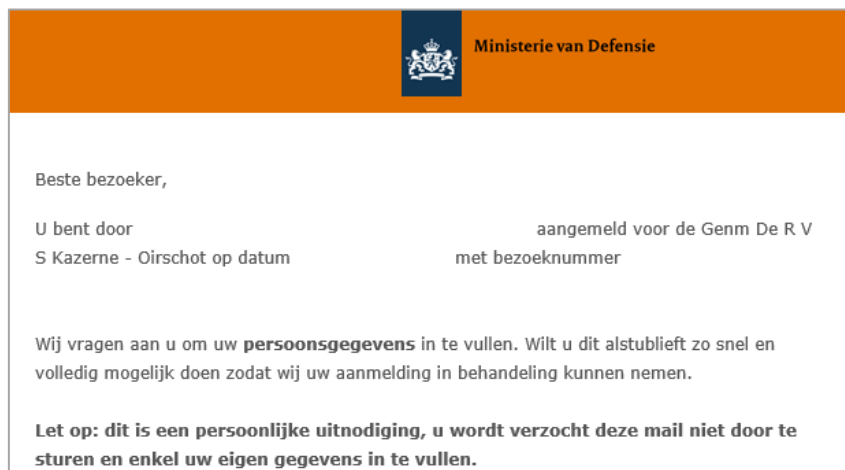 Ministerie van Defensie
Beste bezoeker,
U bent door aangemeld voor de Genm De R V
S Kazerne - Oirschot op datum met bezoeknummer
Wij vragen aan u om uw persoonsgegevens in te vullen. Wilt u dit alstublieft zo snel en
volledig mogelijk doen zodat wij uw aanmelding in behandeling kunnen nemen.
Let op: dit is een persoonlijke uitnodiging, u wordt verzocht deze mail niet door te
sturen en enkel uw eigen gegevens in te vullen.